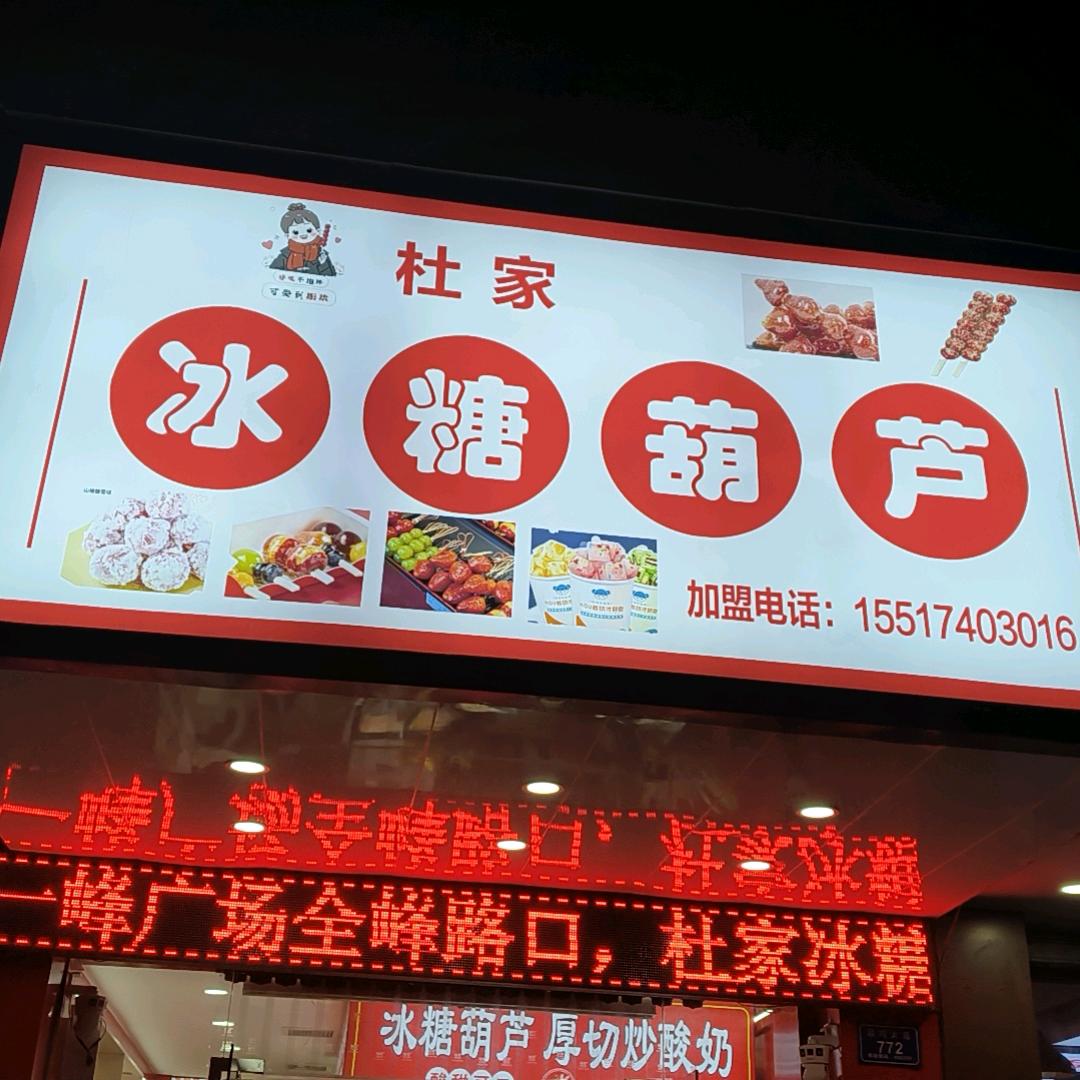 杜家
冰糖葫芦
加盟电话：15517403016
一峰广场全峰路口，杜家冰糖
冰糖葫芦 厚切炒酸奶
772